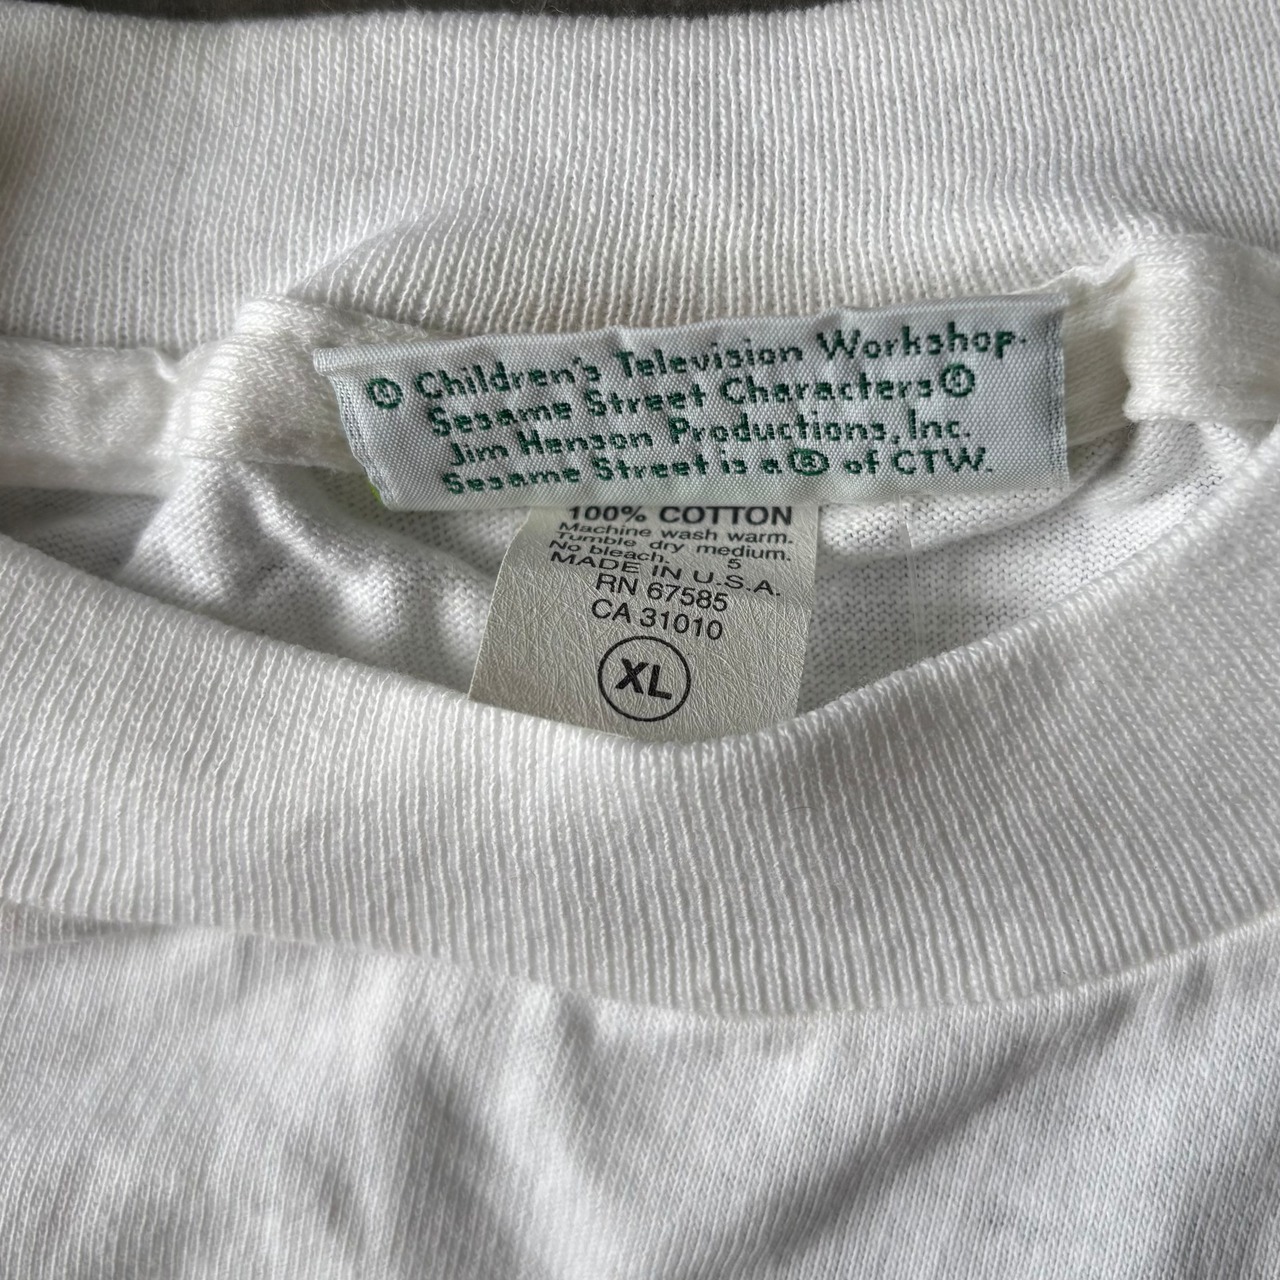 © Children's Television Workshop.
Sesame Street Characters ©
Jim Henson Productions, Inc.
Sesame Street is a ® of CTW.
100% COTTON
Machine wash warm.
Tumble dry medium.
No bleach. 5
MADE IN U.S.A.
RN 67585
CA 31010
XL